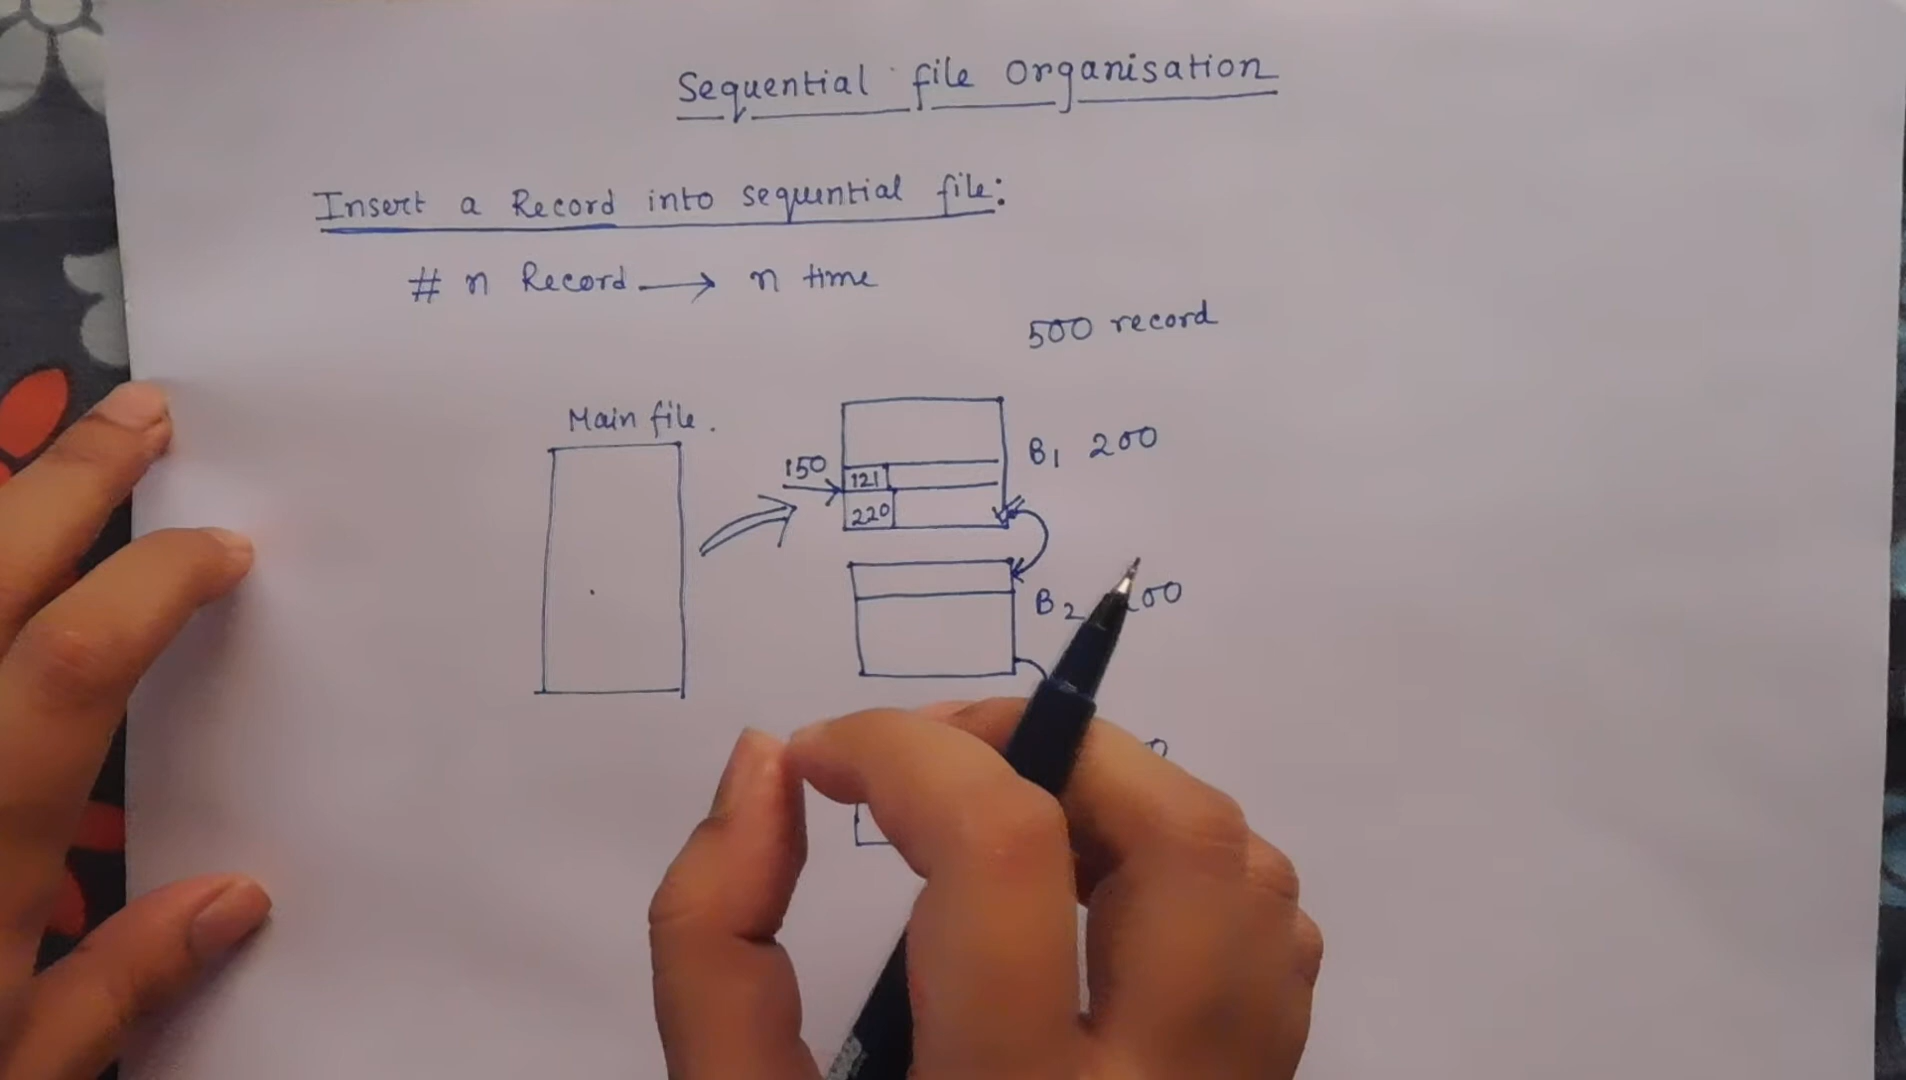 Sequential file Organisation
Insert a Record into sequential file:
# n Record → n time
500 record
Main file.
150
121
220
B1 200
B2 00